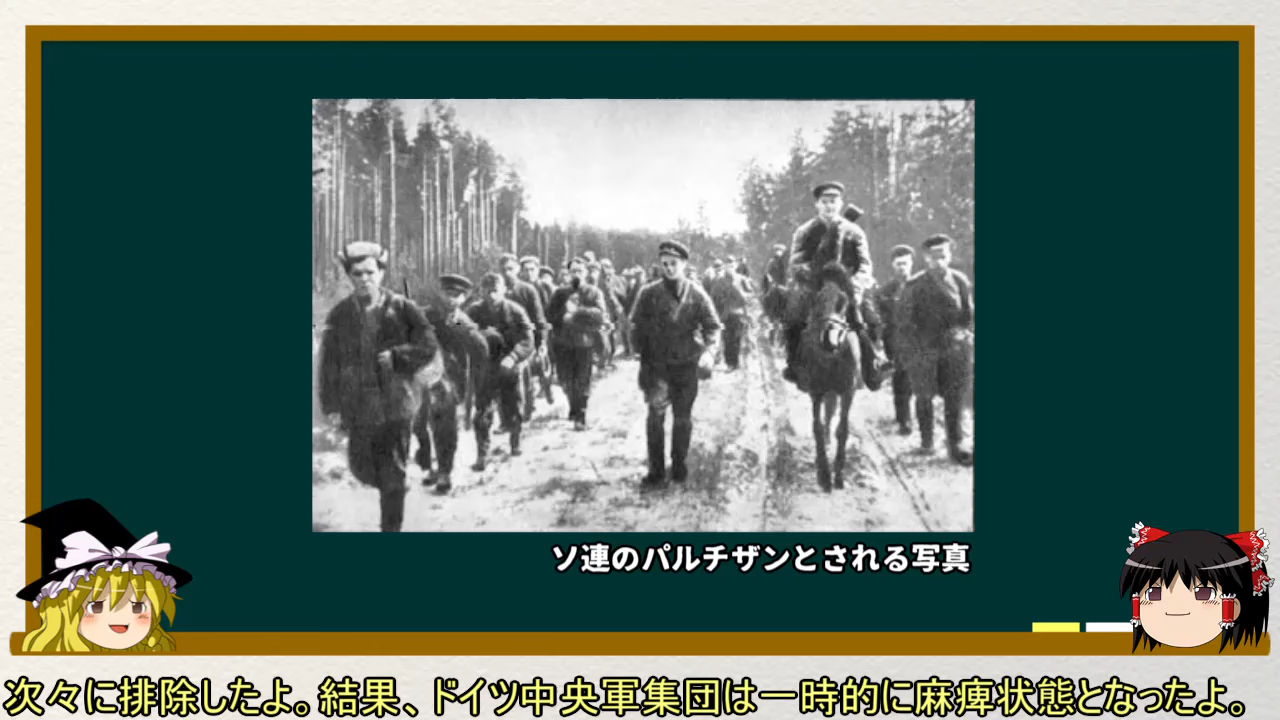 ソ連のパルチザンとされる写真
次々に排除したよ。結果、ドイツ中央軍集団は一時的に麻痺状態となったよ。